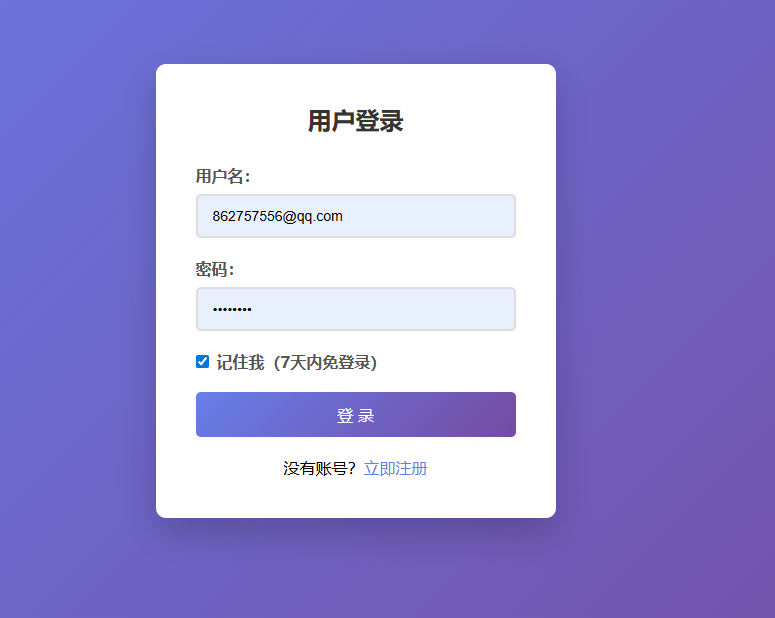 用户登录
用户名：
862757556@qq.com
密码：
••••••••
记住我（7天内免登录）
登 录
没有账号？立即注册